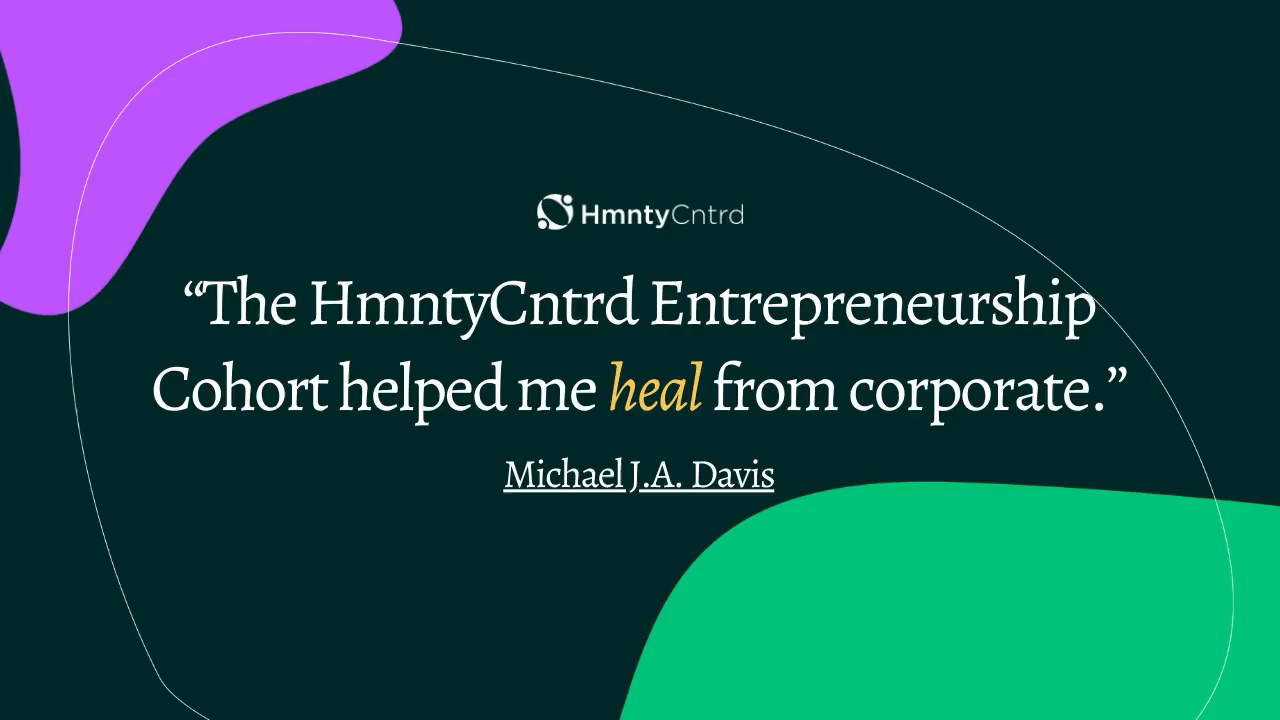 HmntyCntrd
“The HmntyCntrd Entrepreneurship
Cohort helped me heal from corporate.”
Michael J.A. Davis